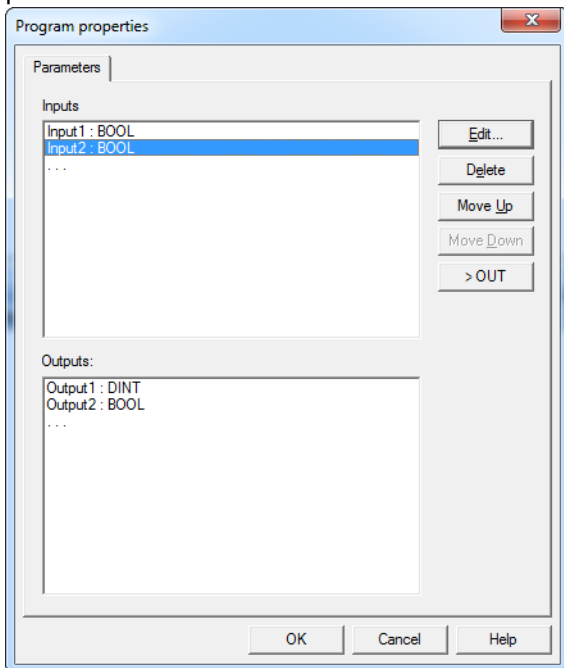 Program properties
Parameters
Inputs
Input1 : BOOL
Input2 : BOOL
. . .
Edit...
Delete
Move Up
Move Down
> OUT
Outputs:
Output1 : DINT
Output2 : BOOL
. . .
OK
Cancel
Help